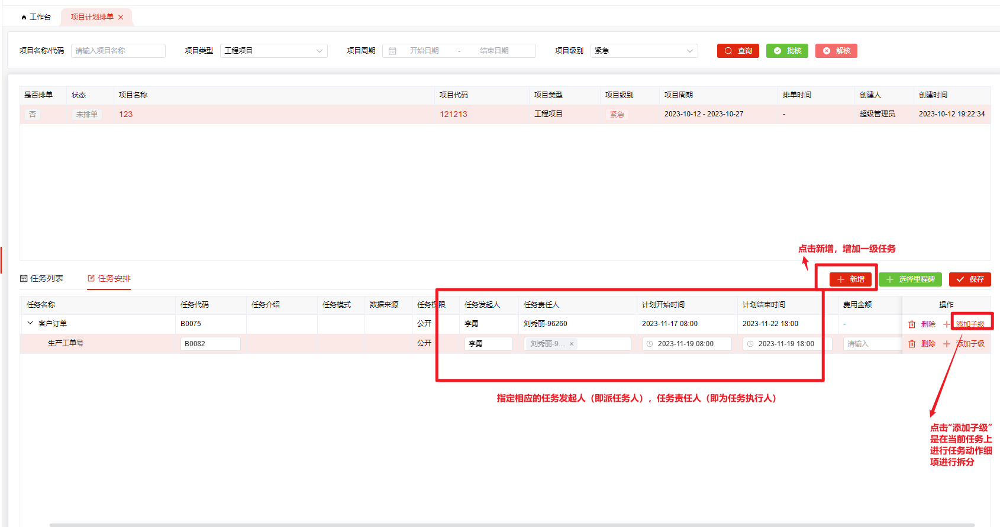 工作台 项目计划排单
项目名称/代码 请输入项目名称 项目类型 工程项目 项目周期 开始日期 - 结束日期 项目级别 紧急 查询 批核 解核
是否排单 状态 项目名称 项目代码 项目类型 项目级别 项目周期 排单时间 创建人 创建时间
否 未排单 123 121213 工程项目 紧急 2023-10-12 - 2023-10-27 - 超级管理员 2023-10-12 19:22:34
点击新增，增加一级任务
任务列表 任务安排 新增 选择里程碑 保存
任务名称 任务代码 任务介绍 任务模式 数据来源 任务权限 任务发起人 任务责任人 计划开始时间 计划结束时间 费用金额 操作
客户订单 B0075 公开 李勇 刘秀丽-96260 2023-11-17 08:00 2023-11-22 18:00 - 删除 添加子级
生产工单号 B0082 公开 李勇 刘秀丽-9... 2023-11-19 08:00 2023-11-19 18:00 请输入 删除 添加子级
指定相应的任务发起人（即派任务人），任务责任人（即为任务执行人）
点击“添加子级”
是在当前任务上
进行任务动作细
项进行拆分